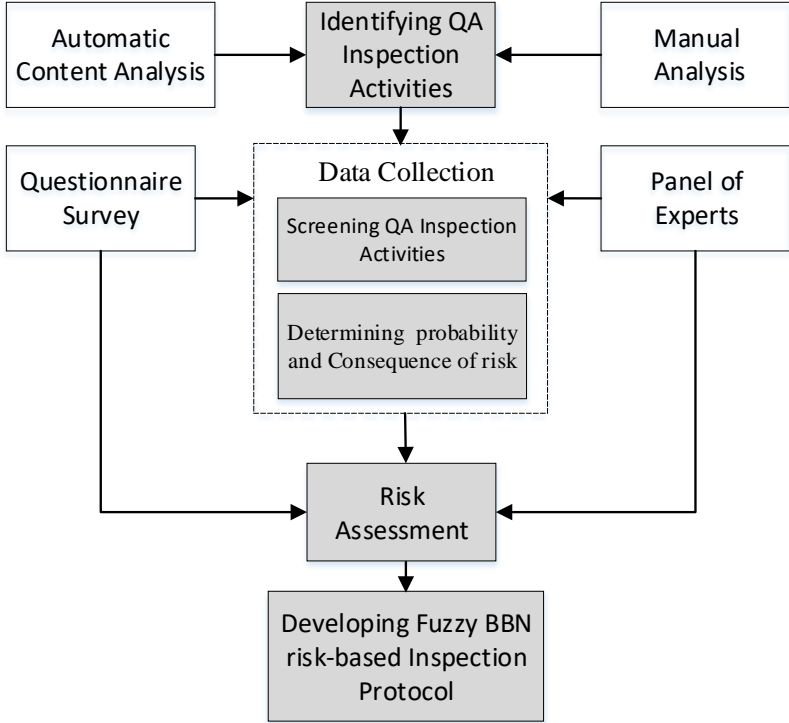 Automatic
Content Analysis
Identifying QA
Inspection
Activities
Manual
Analysis
Questionnaire
Survey
Data Collection
Screening QA Inspection
Activities
Determining probability
and Consequence of risk
Panel of
Experts
Risk
Assessment
Developing Fuzzy BBN
risk-based Inspection
Protocol